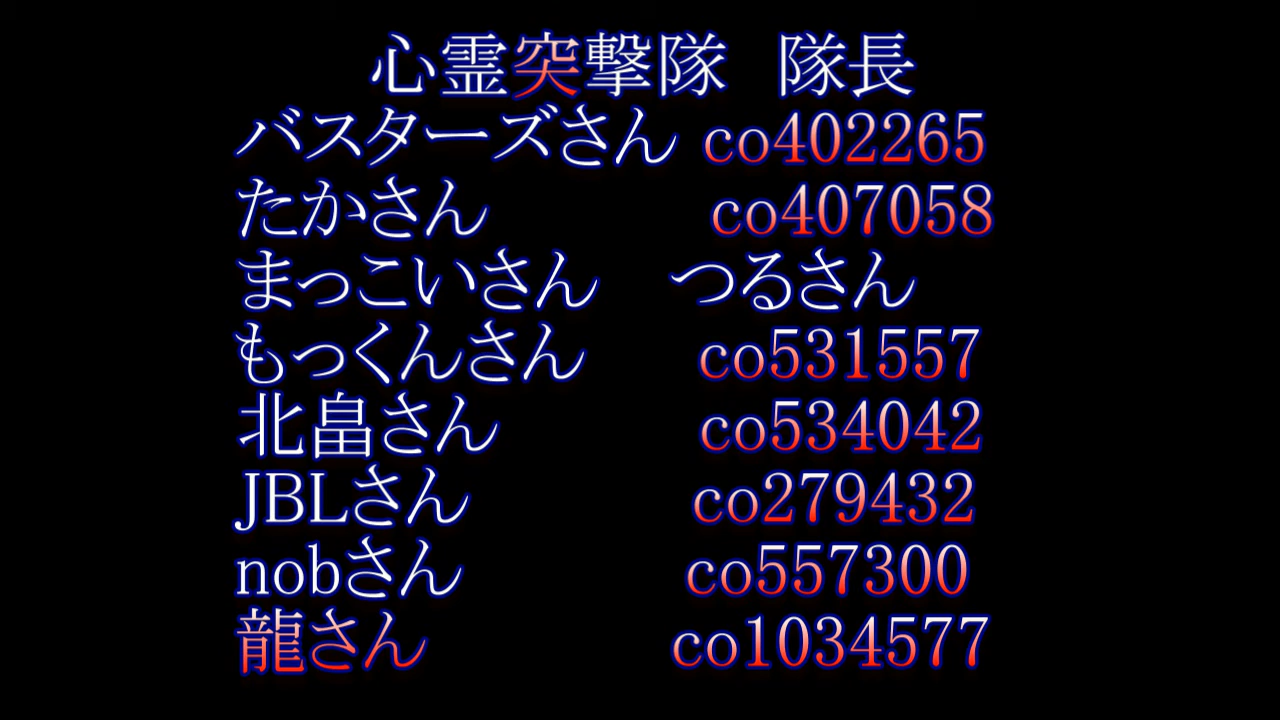 心霊突撃隊　隊長
バスターズさん co402265
たかさん co407058
まっこいさん　つるさん
もっくんさん co531557
北畠さん co534042
JBLさん co279432
nobさん co557300
龍さん co1034577